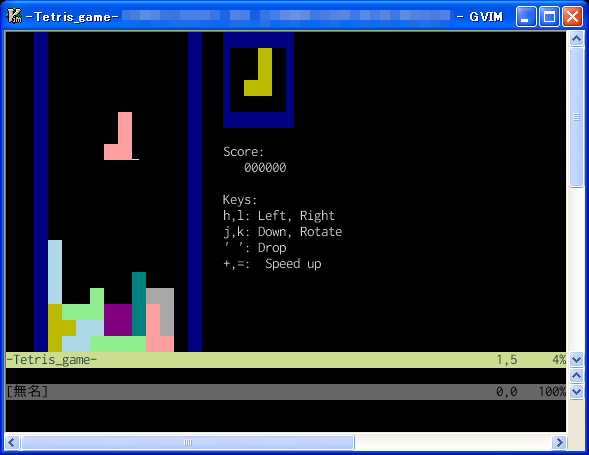 -Tetris_game- - GVIM
Score:
000000
Keys:
h,l: Left, Right
j,k: Down, Rotate
' ': Drop
+,=:  Speed up
-Tetris_game- 1,5 4%
[無名] 0,0 100%